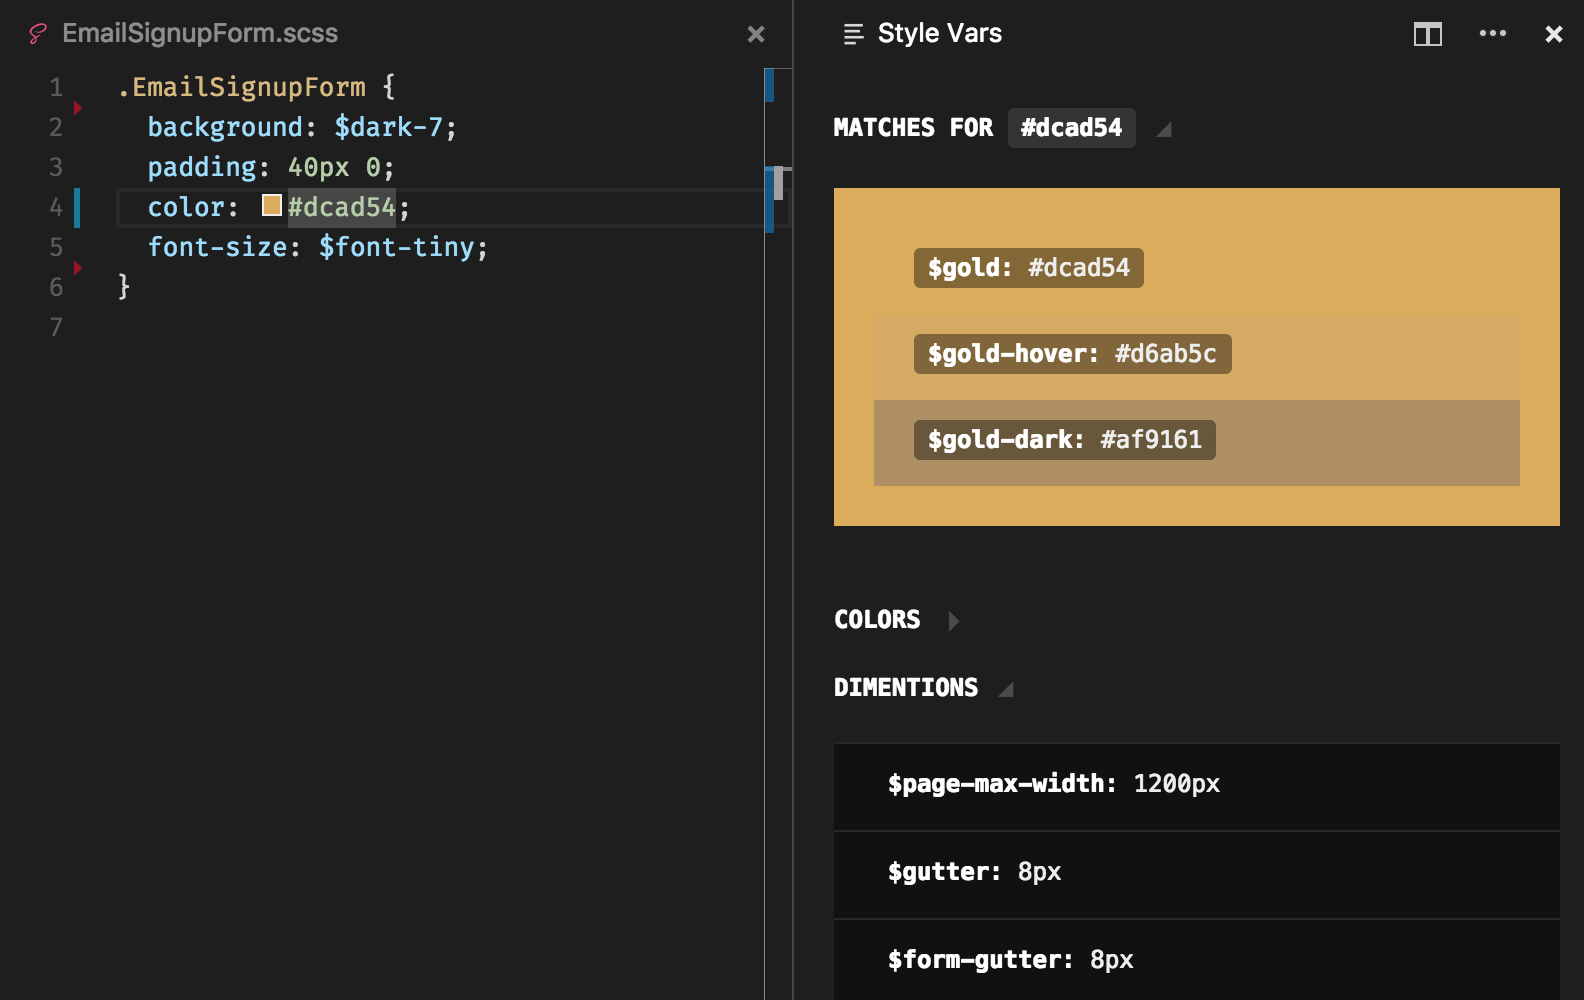 EmailSignupForm.scss
1 .EmailSignupForm {
2 background: $dark-7;
3 padding: 40px 0;
4 color: #dcad54;
5 font-size: $font-tiny;
6 }
7
Style Vars
MATCHES FOR #dcad54
$gold: #dcad54
$gold-hover: #d6ab5c
$gold-dark: #af9161
COLORS
DIMENTIONS
$page-max-width: 1200px
$gutter: 8px
$form-gutter: 8px